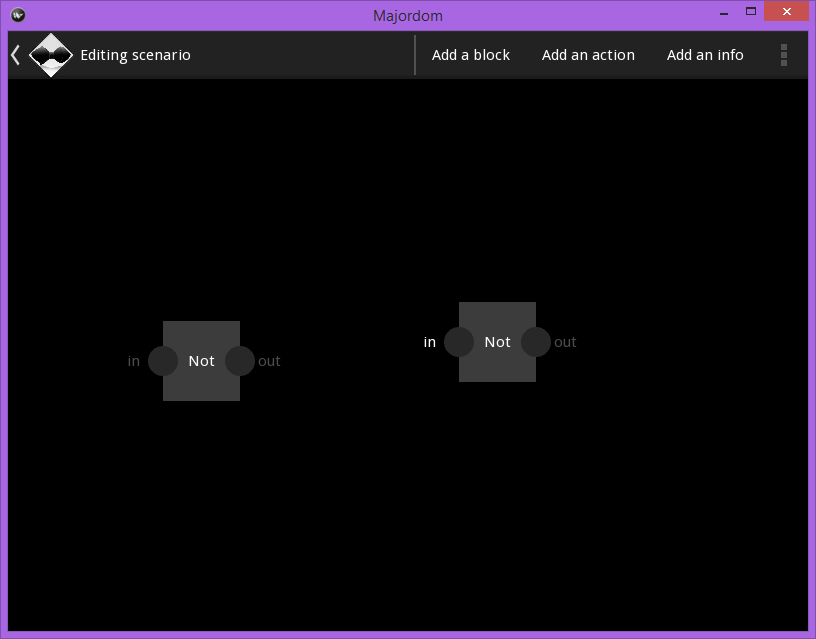 Majordom
Editing scenario
Add a block
Add an action
Add an info
in Not out
in Not out